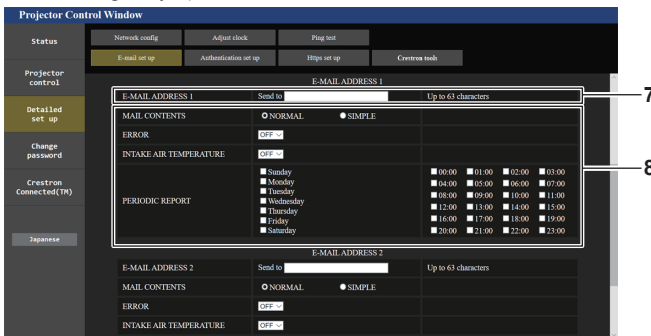 Projector Control Window
Status
Network config
Adjust clock
Ping test
E-mail set up
Authentication set up
Https set up
Crestron tools
Projector
control
Detailed
set up
Change
password
Crestron
Connected(TM)
Japanese
E-MAIL ADDRESS 1
E-MAIL ADDRESS 1 Send to Up to 63 characters
7
MAIL CONTENTS NORMAL SIMPLE
ERROR OFF
INTAKE AIR TEMPERATURE OFF
8
PERIODIC REPORT
Sunday 00:00 01:00 02:00 03:00
Monday 04:00 05:00 06:00 07:00
Tuesday 08:00 09:00 10:00 11:00
Wednesday 12:00 13:00 14:00 15:00
Thursday 16:00 17:00 18:00 19:00
Friday 20:00 21:00 22:00 23:00
Saturday
E-MAIL ADDRESS 2
E-MAIL ADDRESS 2 Send to Up to 63 characters
MAIL CONTENTS NORMAL SIMPLE
ERROR OFF
INTAKE AIR TEMPERATURE OFF